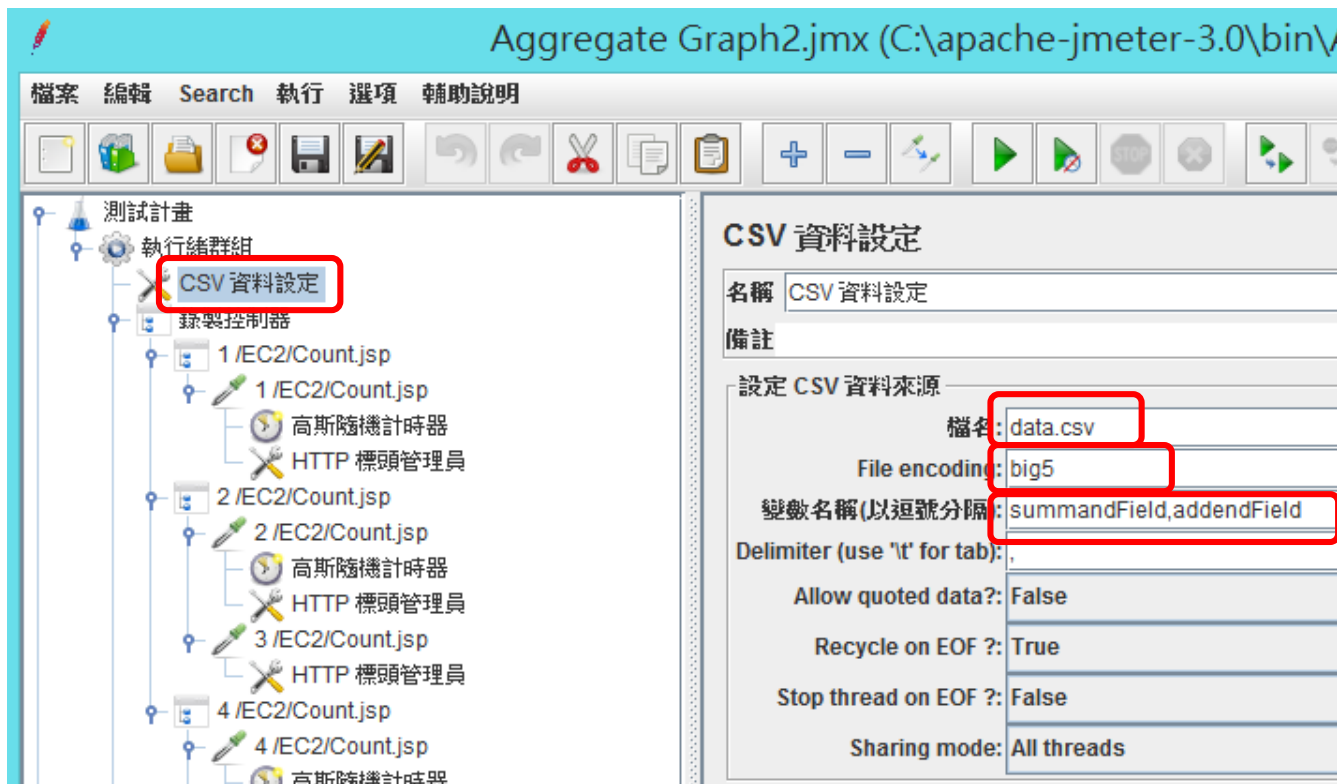 Aggregate Graph2.jmx (C:\apache-jmeter-3.0\bin\
檔案 編輯 Search 執行 選項 輔助說明
STOP
測試計畫
執行緒群組
CSV 資料設定
錄製控制器
1 /EC2/Count.jsp
1 /EC2/Count.jsp
高斯隨機計時器
HTTP 標頭管理員
2 /EC2/Count.jsp
2 /EC2/Count.jsp
高斯隨機計時器
HTTP 標頭管理員
3 /EC2/Count.jsp
HTTP 標頭管理員
4 /EC2/Count.jsp
4 /EC2/Count.jsp
高斯隨機計時器
CSV 資料設定
名稱 CSV 資料設定
備註
設定 CSV 資料來源
檔名: data.csv
File encoding: big5
變數名稱(以逗號分隔): summandField,addendField
Delimiter (use '\t' for tab): ,
Allow quoted data?: False
Recycle on EOF ?: True
Stop thread on EOF ?: False
Sharing mode: All threads